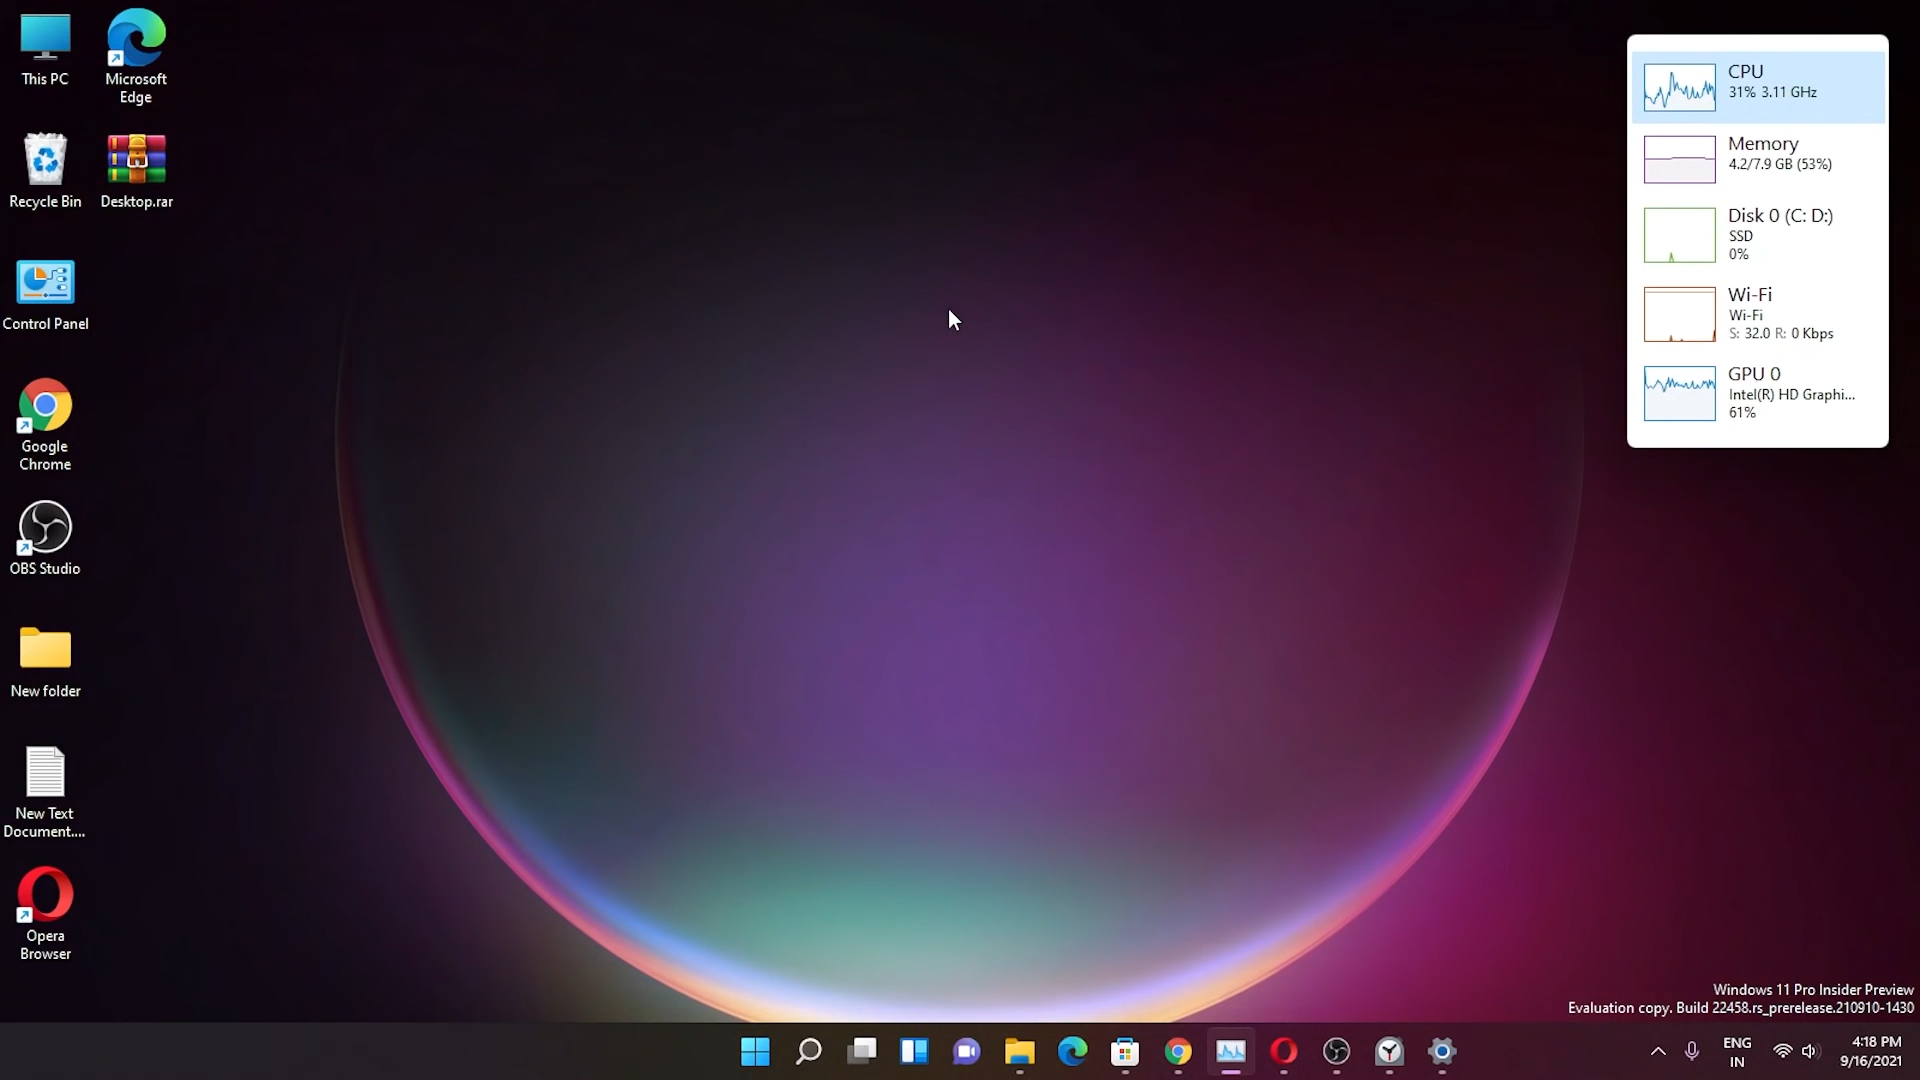 This PC
Microsoft
Edge
Recycle Bin
Desktop.rar
Control Panel
Google
Chrome
OBS Studio
New folder
New Text
Document....
Opera
Browser
CPU
31% 3.11 GHz
Memory
4.2/7.9 GB (53%)
Disk 0 (C: D:)
SSD
0%
Wi-Fi
Wi-Fi
S: 32.0 R: 0 Kbps
GPU 0
Intel(R) HD Graphi...
61%
Windows 11 Pro Insider Preview
Evaluation copy. Build 22458.rs_prerelease.210910-1430
ENG
IN
4:18 PM
9/16/2021